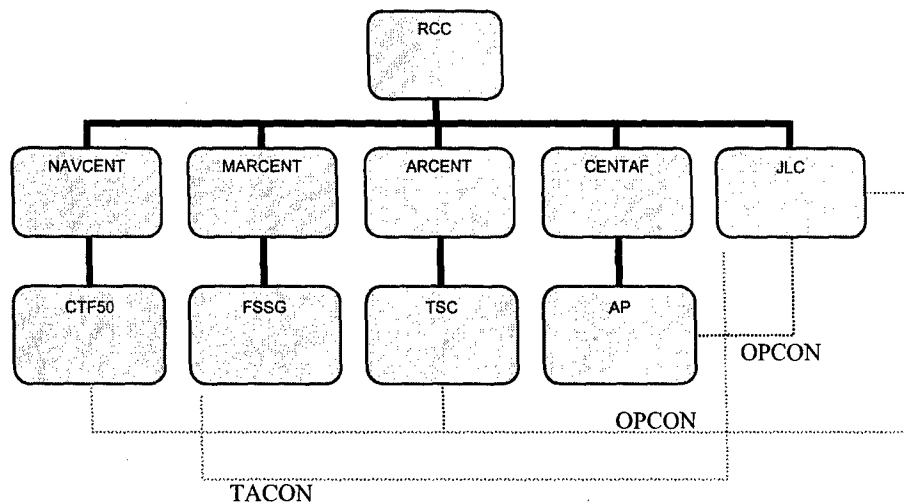 RCC
NAVCENT MARCENT ARCENT CENTAF JLC
CTF50 FSSG TSC AP
OPCON
OPCON
TACON